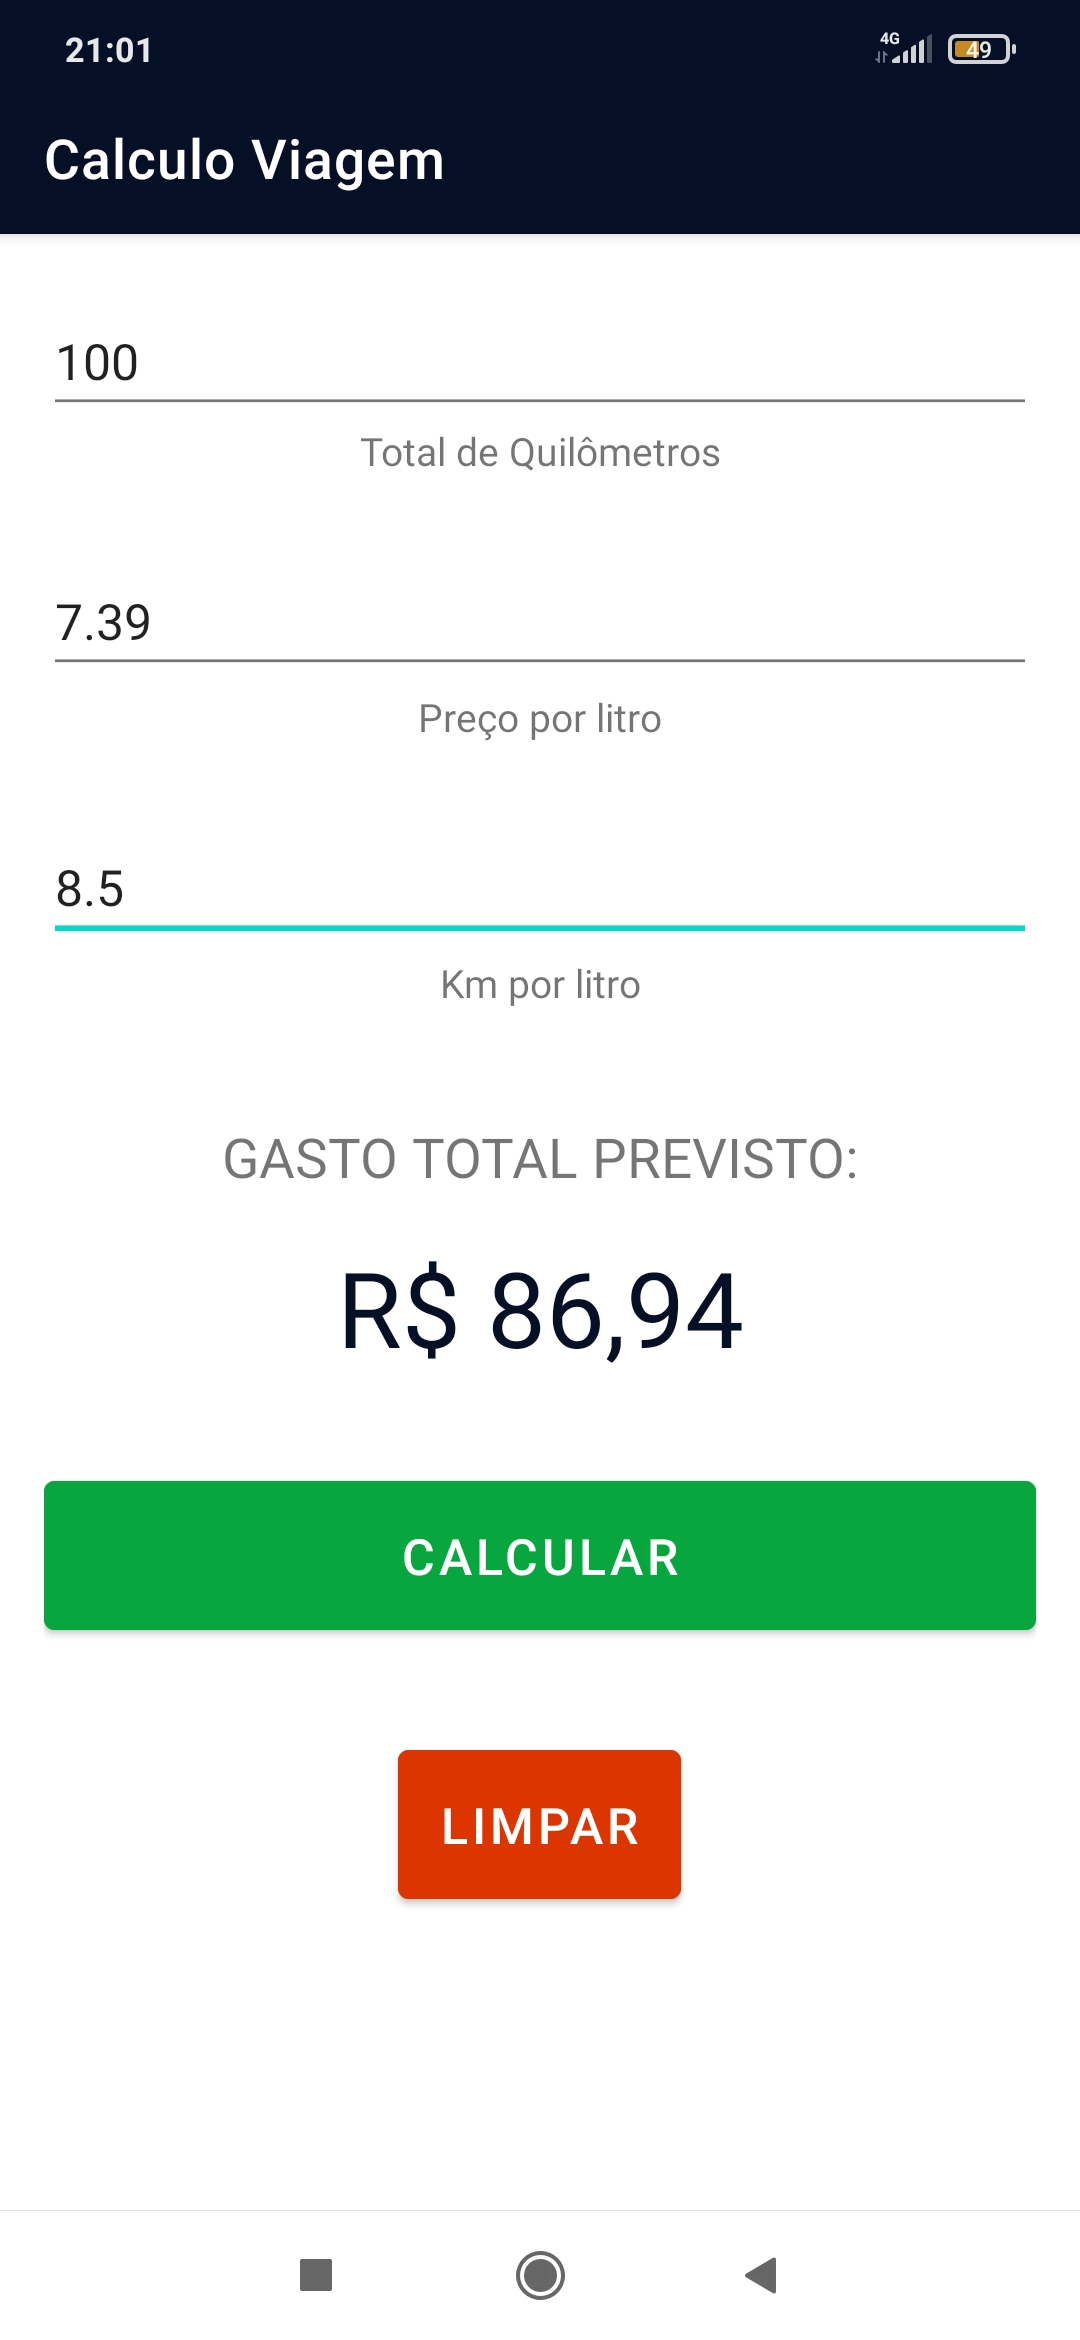 21:01 4G 49
Calculo Viagem
100
Total de Quilômetros
7.39
Preço por litro
8.5
Km por litro
GASTO TOTAL PREVISTO:
R$ 86,94
CALCULAR
LIMPAR